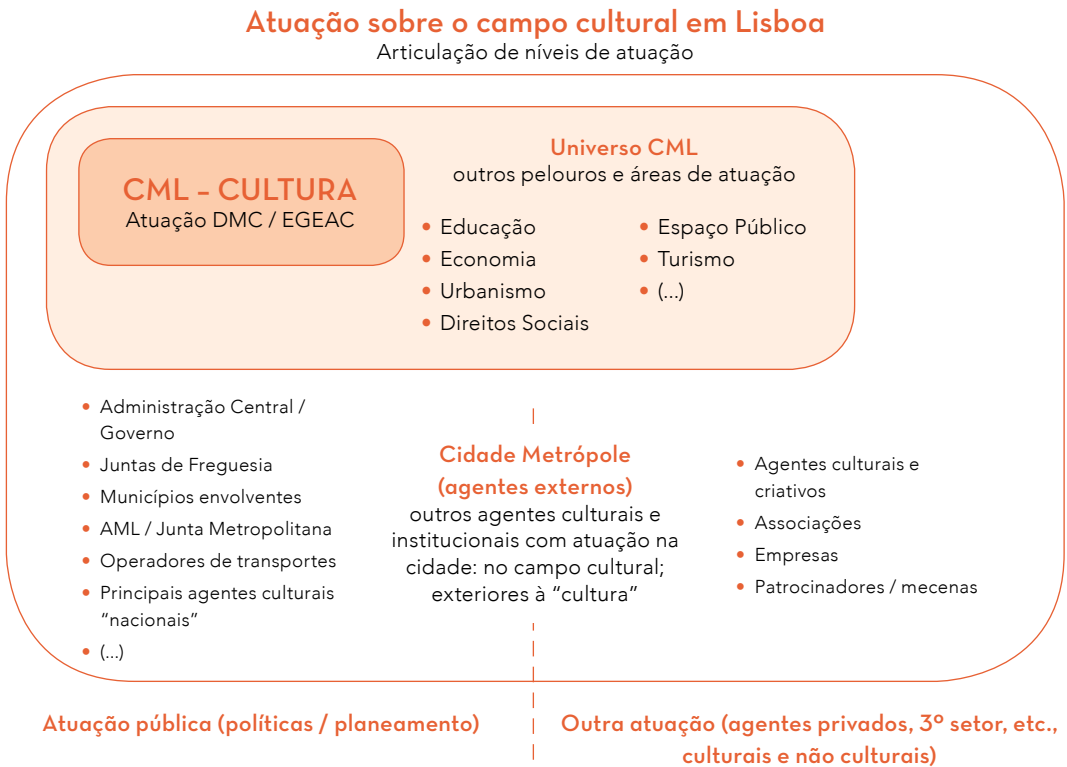 Atuação sobre o campo cultural em Lisboa
Articulação de níveis de atuação
CML – CULTURA
Atuação DMC / EGEAC
Universo CML
outros pelouros e áreas de atuação
• Educação
• Economia
• Urbanismo
• Direitos Sociais
• Espaço Público
• Turismo
• (...)
• Administração Central /
Governo
• Juntas de Freguesia
• Municípios envolventes
• AML / Junta Metropolitana
• Operadores de transportes
• Principais agentes culturais
“nacionais”
• (...)
Cidade Metrópole
(agentes externos)
outros agentes culturais e
institucionais com atuação na
cidade: no campo cultural;
exteriores à “cultura”
• Agentes culturais e
criativos
• Associações
• Empresas
• Patrocinadores / mecenas
Atuação pública (políticas / planeamento)
Outra atuação (agentes privados, 3º setor, etc.,
culturais e não culturais)